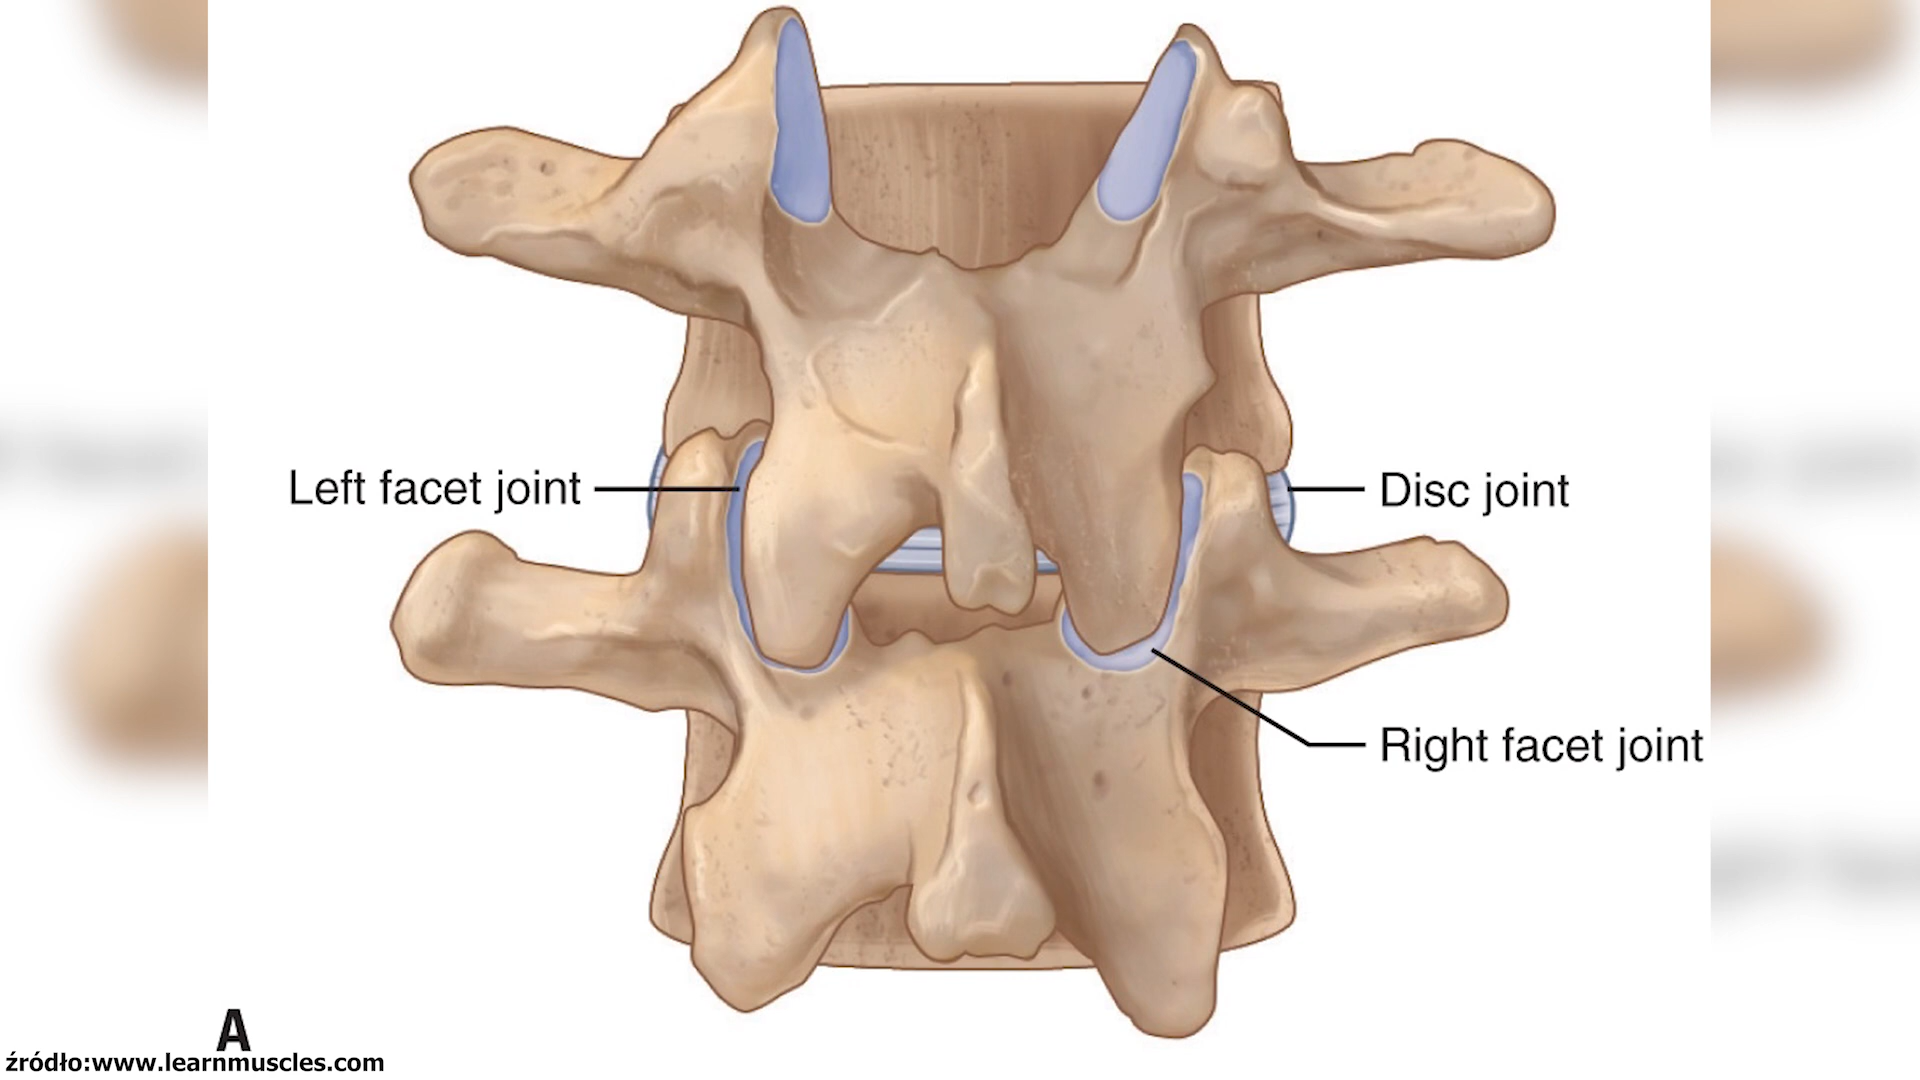 Left facet joint
Disc joint
Right facet joint
A
źródło:www.learnmuscles.com